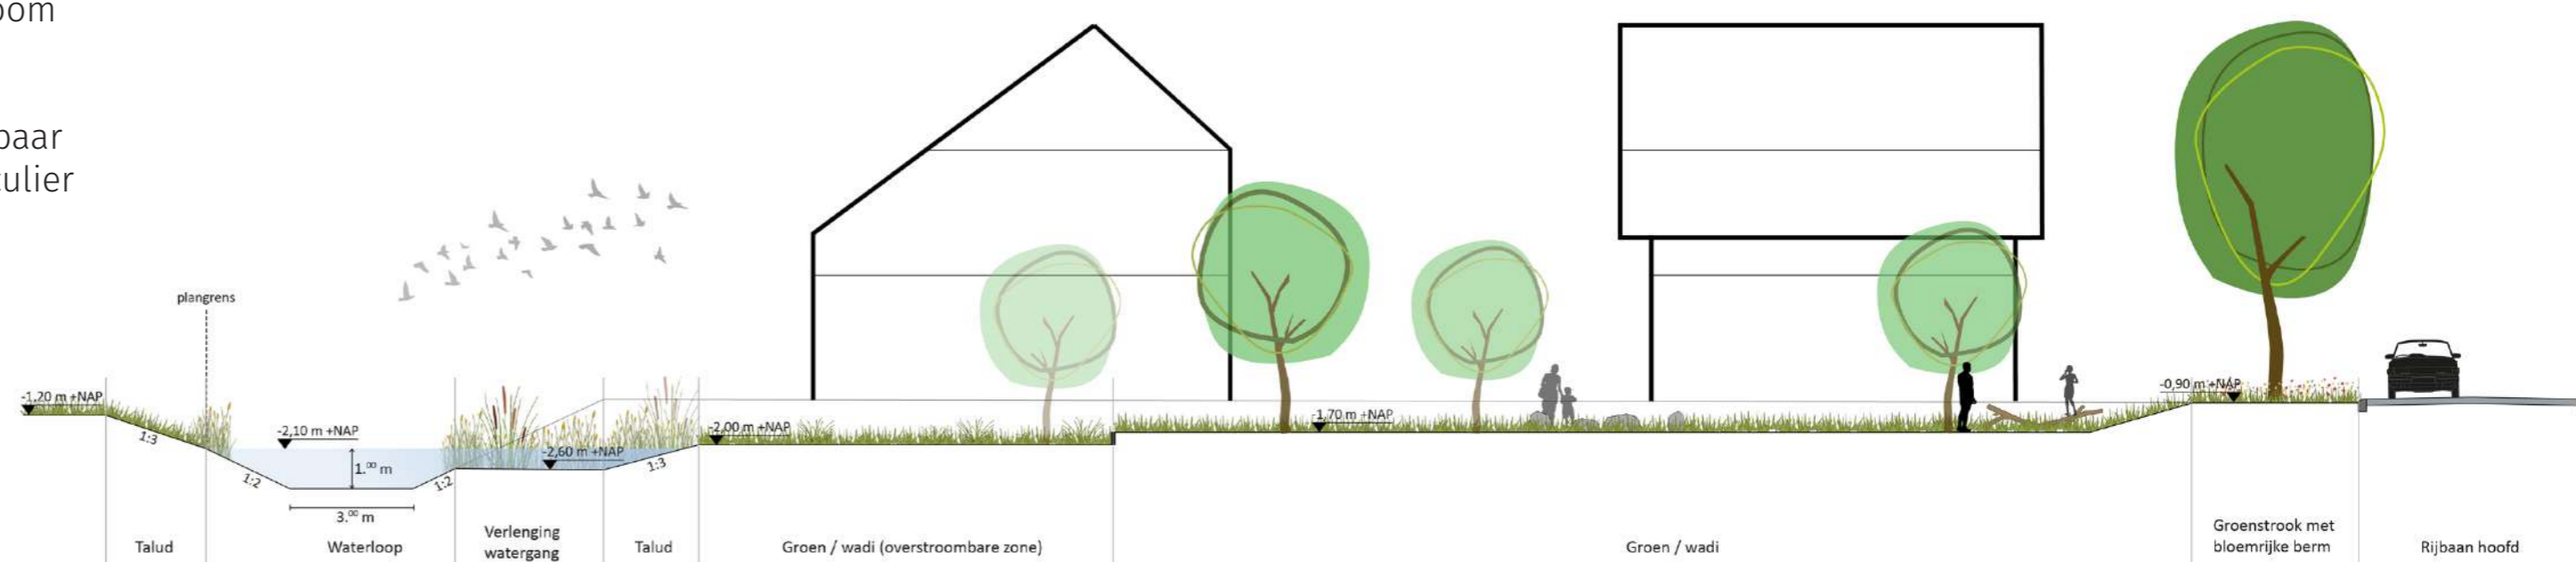 oom
baar
culier
plangrens
-1,20 m +NAP
1:3
-2,10 m +NAP
1:2
1.⁰⁰ m
3.⁰⁰ m
1:2
-2,60 m +NAP
1:3
-2,00 m +NAP
-1,70 m +NAP
-0,90 m +NAP
Talud
Waterloop
Verlenging
watergang
Talud
Groen / wadi (overstroombare zone)
Groen / wadi
Groenstrook met
bloemrijke berm
Rijbaan hoofd